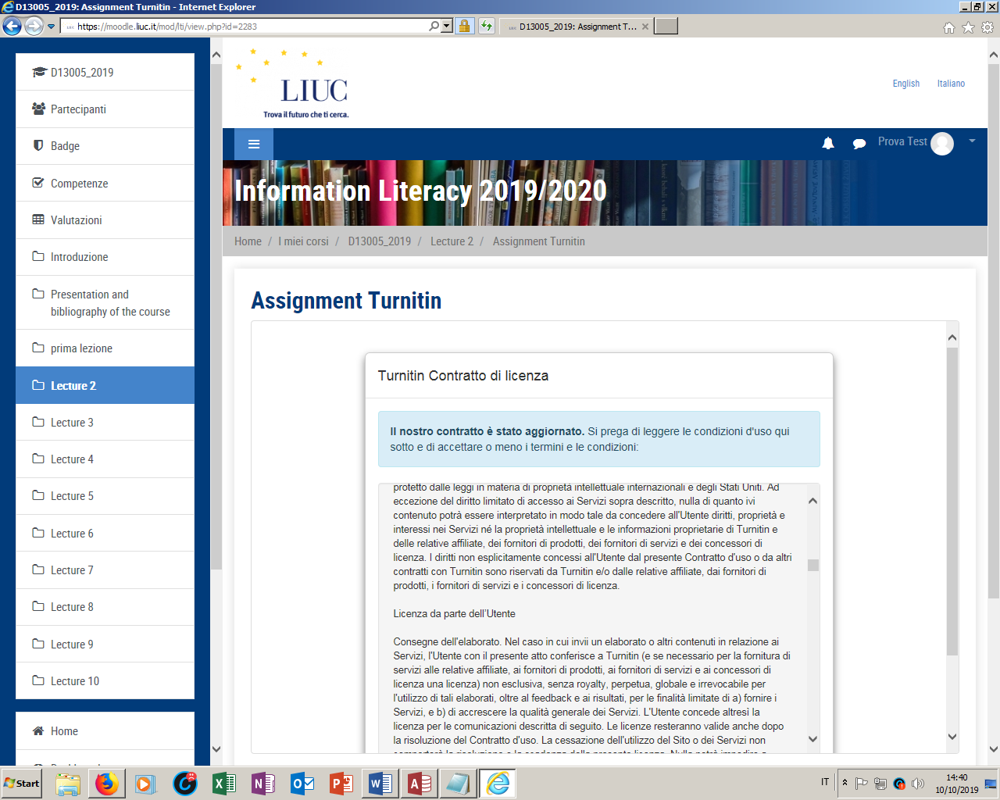 D13005_2019: Assignment Turnitin - Internet Explorer
https://moodle.liuc.it/mod/lti/view.php?id=2283
D13005_2019: Assignment T...
D13005_2019
Partecipanti
Badge
Competenze
Valutazioni
Introduzione
Presentation and
bibliography of the course
prima lezione
Lecture 2
Lecture 3
Lecture 4
Lecture 5
Lecture 6
Lecture 7
Lecture 8
Lecture 9
Lecture 10
Home
LIUC
Trova il futuro che ti cerca.
English Italiano
Prova Test
Information Literacy 2019/2020
Home / I miei corsi / D13005_2019 / Lecture 2 / Assignment Turnitin
Assignment Turnitin
Turnitin Contratto di licenza
Il nostro contratto è stato aggiornato. Si prega di leggere le condizioni d'uso qui
sotto e di accettare o meno i termini e le condizioni:
protetto dalle leggi in materia di proprietà intellettuale internazionali e degli Stati Uniti. Ad
eccezione del diritto limitato di accesso ai Servizi sopra descritto, nulla di quanto ivi
contenuto potrà essere interpretato in modo tale da concedere all'Utente diritti, proprietà e
interessi nei Servizi né la proprietà intellettuale e le informazioni proprietarie di Turnitin e
delle relative affiliate, dei fornitori di prodotti, dei fornitori di servizi e dei concessori di
licenza. I diritti non esplicitamente concessi all'Utente dal presente Contratto d'uso o da altri
contratti con Turnitin sono riservati da Turnitin e/o dalle relative affiliate, dai fornitori di
prodotti, i fornitori di servizi e i concessori di licenza.
Licenza da parte dell'Utente
Consegne dell'elaborato. Nel caso in cui invii un elaborato o altri contenuti in relazione ai
Servizi, l'Utente con il presente atto conferisce a Turnitin (e se necessario per la fornitura di
servizi alle relative affiliate, ai fornitori di prodotti, ai fornitori di servizi e ai concessori di
licenza una licenza) non esclusiva, senza royalty, perpetua, globale e irrevocabile per
l'utilizzo di tali elaborati, oltre al feedback e ai risultati, per le finalità limitate di a) fornire i
Servizi, e b) di accrescere la qualità generale dei Servizi. L'Utente concede altresì la
licenza per le comunicazioni descritta di seguito. Le licenze resteranno valide anche dopo
la risoluzione del Contratto d'uso. La cessazione dell'utilizzo del Sito o dei Servizi non
Start
IT
14:40
10/10/2019